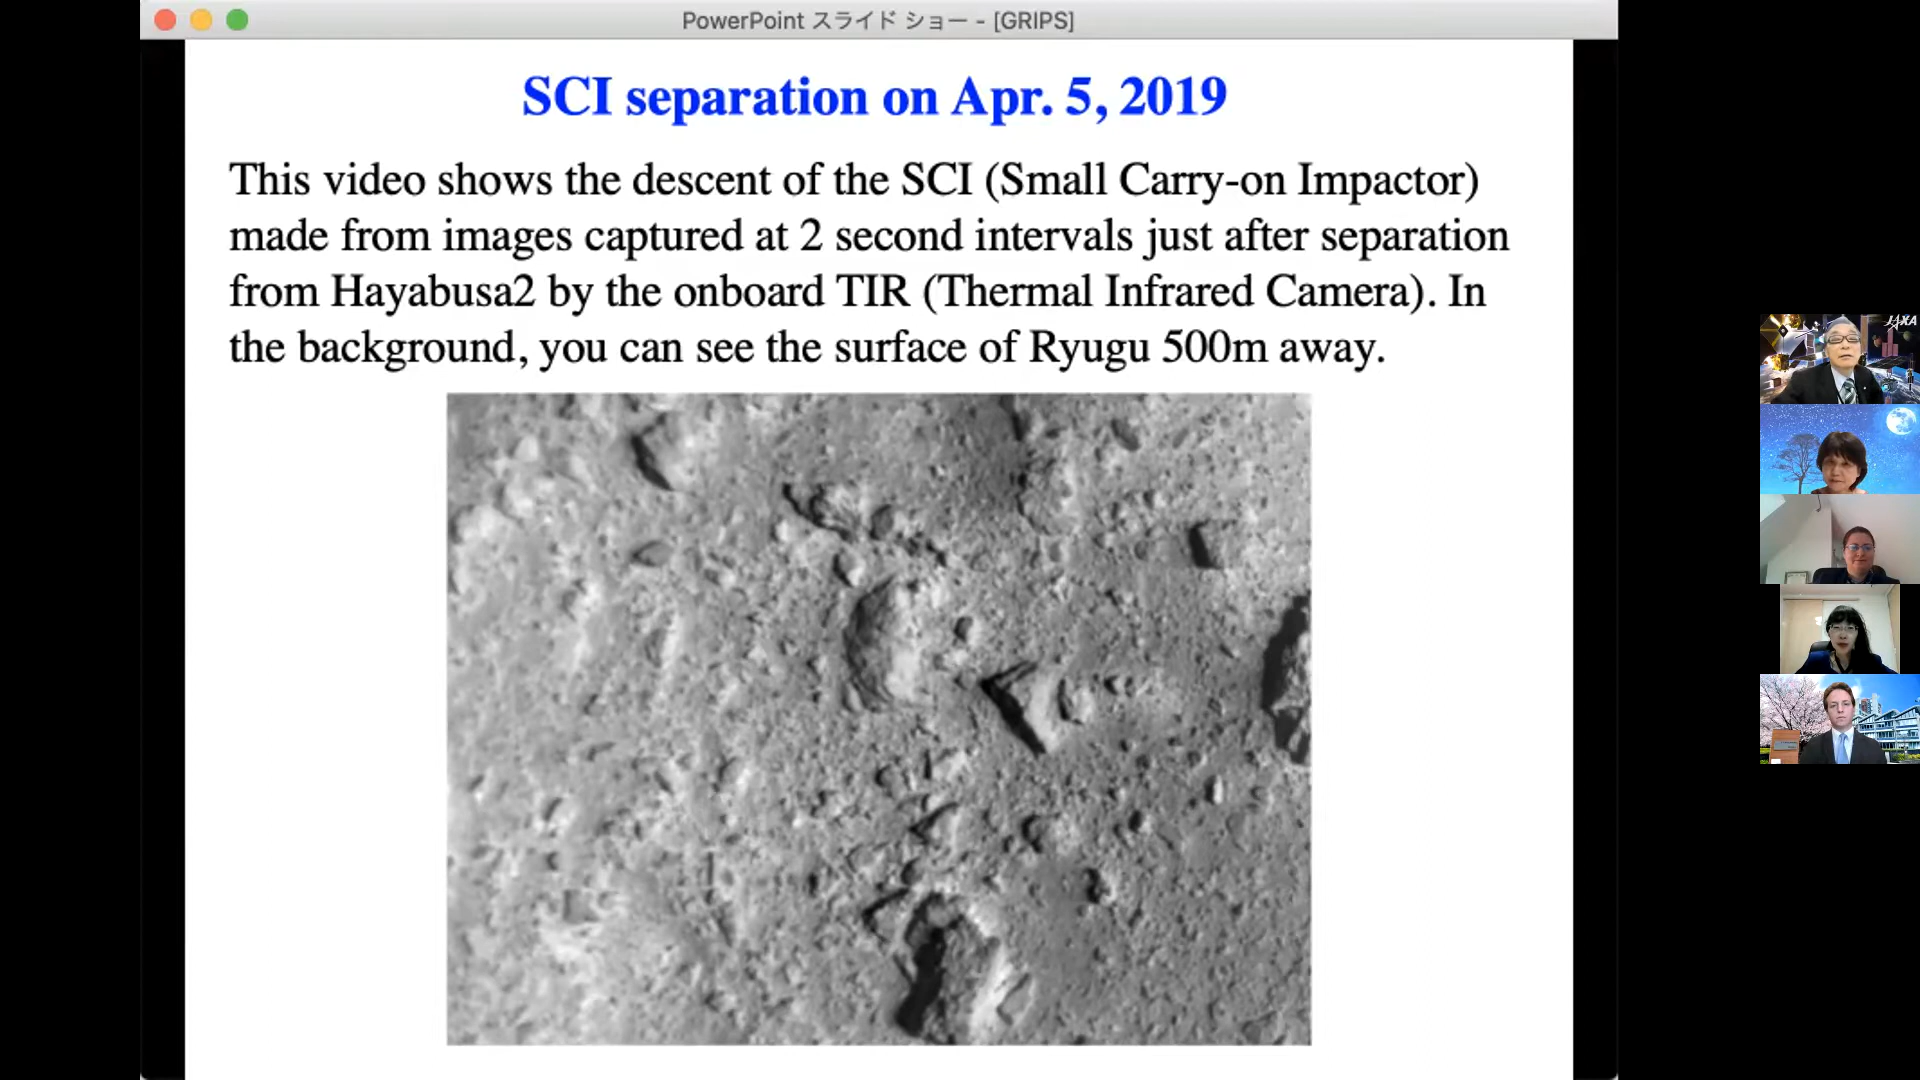 PowerPoint スライド ショー - [GRIPS]
SCI separation on Apr. 5, 2019
This video shows the descent of the SCI (Small Carry-on Impactor)
made from images captured at 2 second intervals just after separation
from Hayabusa2 by the onboard TIR (Thermal Infrared Camera). In
the background, you can see the surface of Ryugu 500m away.
JAXA